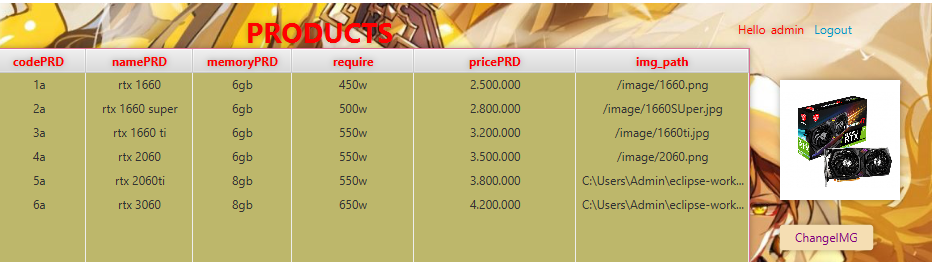 PRODUCTS
Hello admin Logout
codePRD namePRD memoryPRD require pricePRD img_path
1a rtx 1660 6gb 450w 2.500.000 /image/1660.png
2a rtx 1660 super 6gb 500w 2.800.000 /image/1660SUper.jpg
3a rtx 1660 ti 6gb 550w 3.200.000 /image/1660ti.jpg
4a rtx 2060 6gb 550w 3.500.000 /image/2060.png
5a rtx 2060ti 8gb 550w 3.800.000 C:\Users\Admin\eclipse-work...
6a rtx 3060 8gb 650w 4.200.000 C:\Users\Admin\eclipse-work...
RTX
ChangeIMG